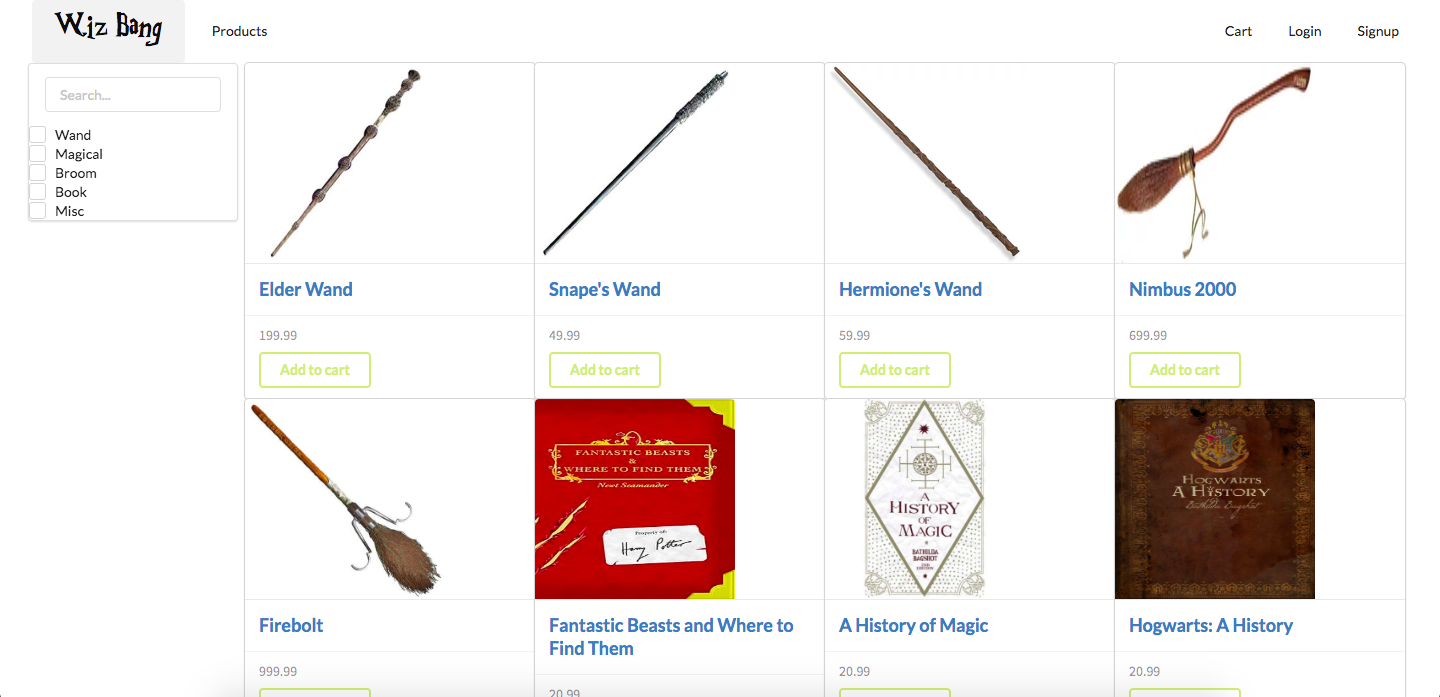 Wiz Bang
Products
Cart
Login
Signup
Search...
Wand
Magical
Broom
Book
Misc
Elder Wand
199.99
Add to cart
Snape's Wand
49.99
Add to cart
Hermione's Wand
59.99
Add to cart
Nimbus 2000
699.99
Add to cart
Firebolt
999.99
FANTASTIC BEASTS
&
WHERE TO FIND THEM
Newt Scamander
Property of:
Harry Potter
Fantastic Beasts and Where to
Find Them
20.99
A
HISTORY
OF
MAGIC
BATHILDA
BAGSHOT
A History of Magic
20.99
HOGWARTS
A HISTORY
Bathilda Bagshot
Hogwarts: A History
20.99